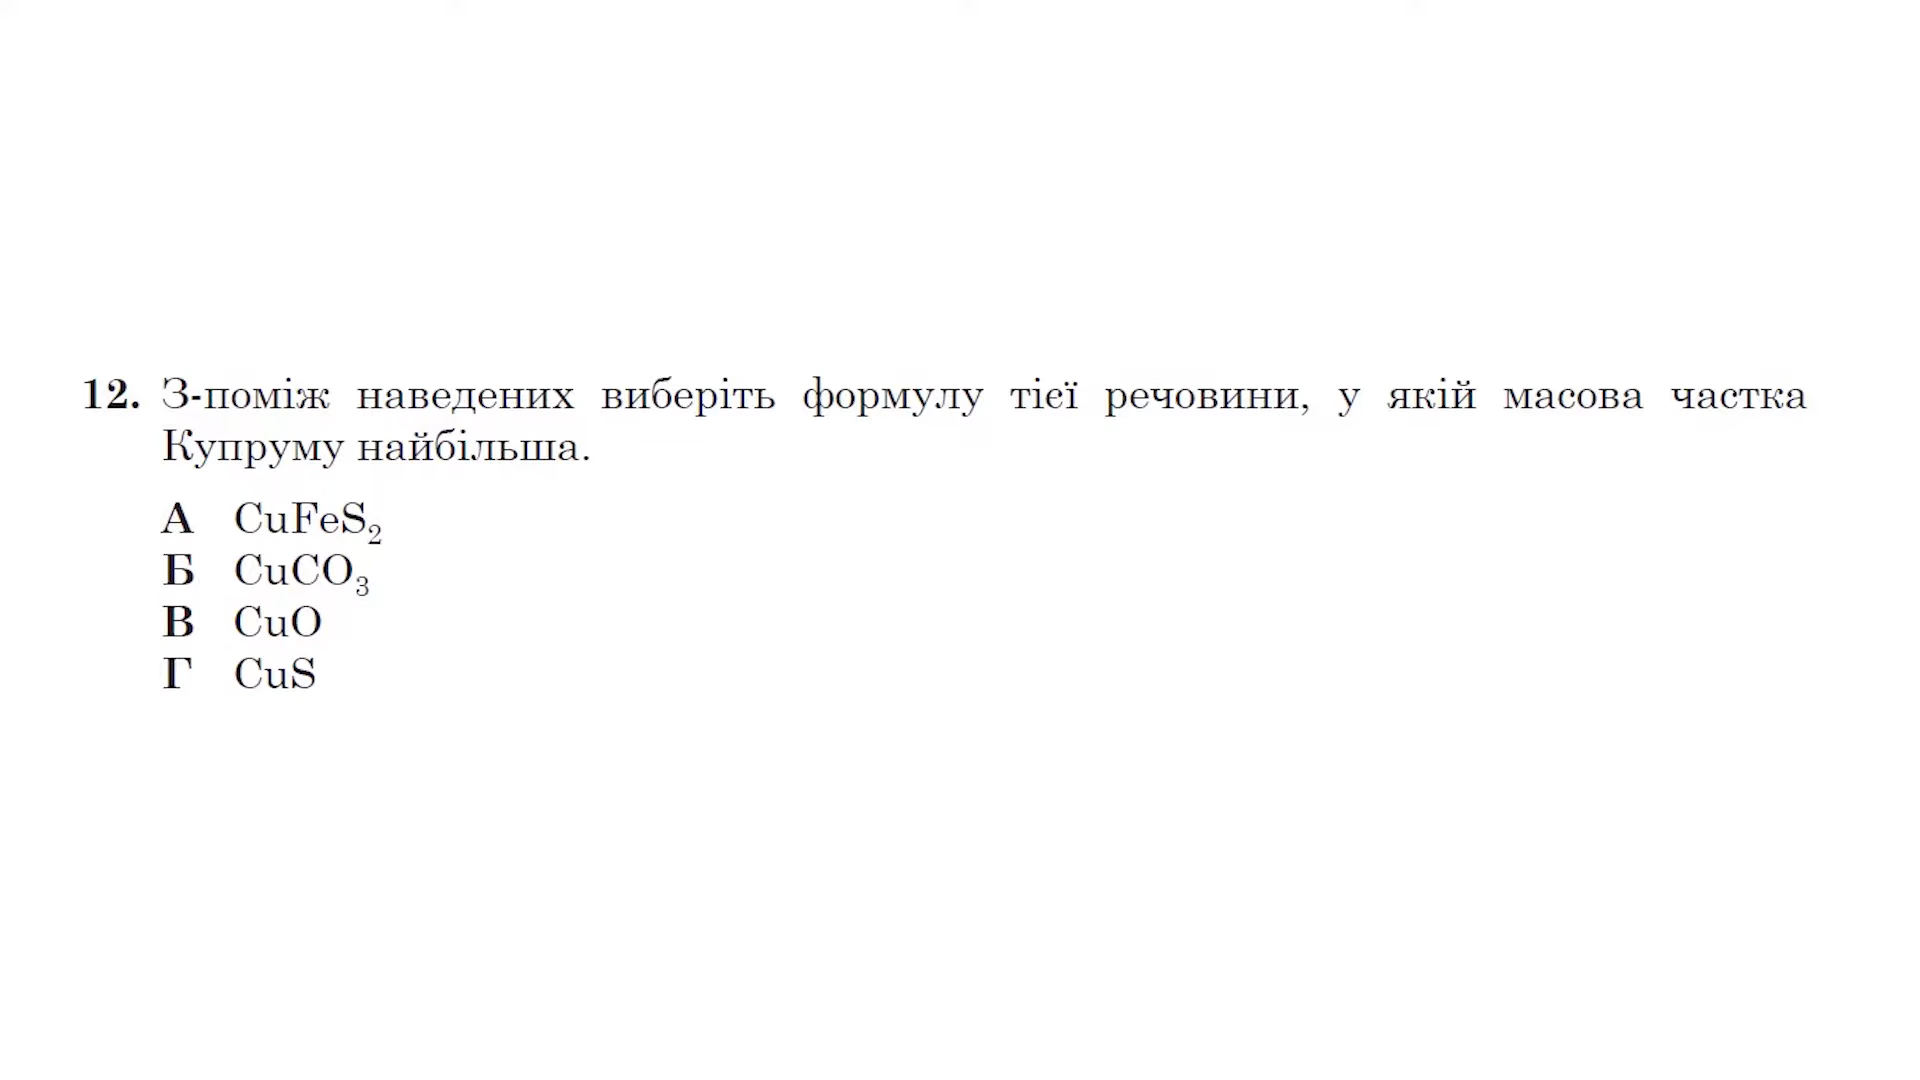 12. З-поміж наведених виберіть формулу тієї речовини, у якій масова частка
Купруму найбільша.
А CuFeS₂
Б CuCO₃
В CuO
Г CuS